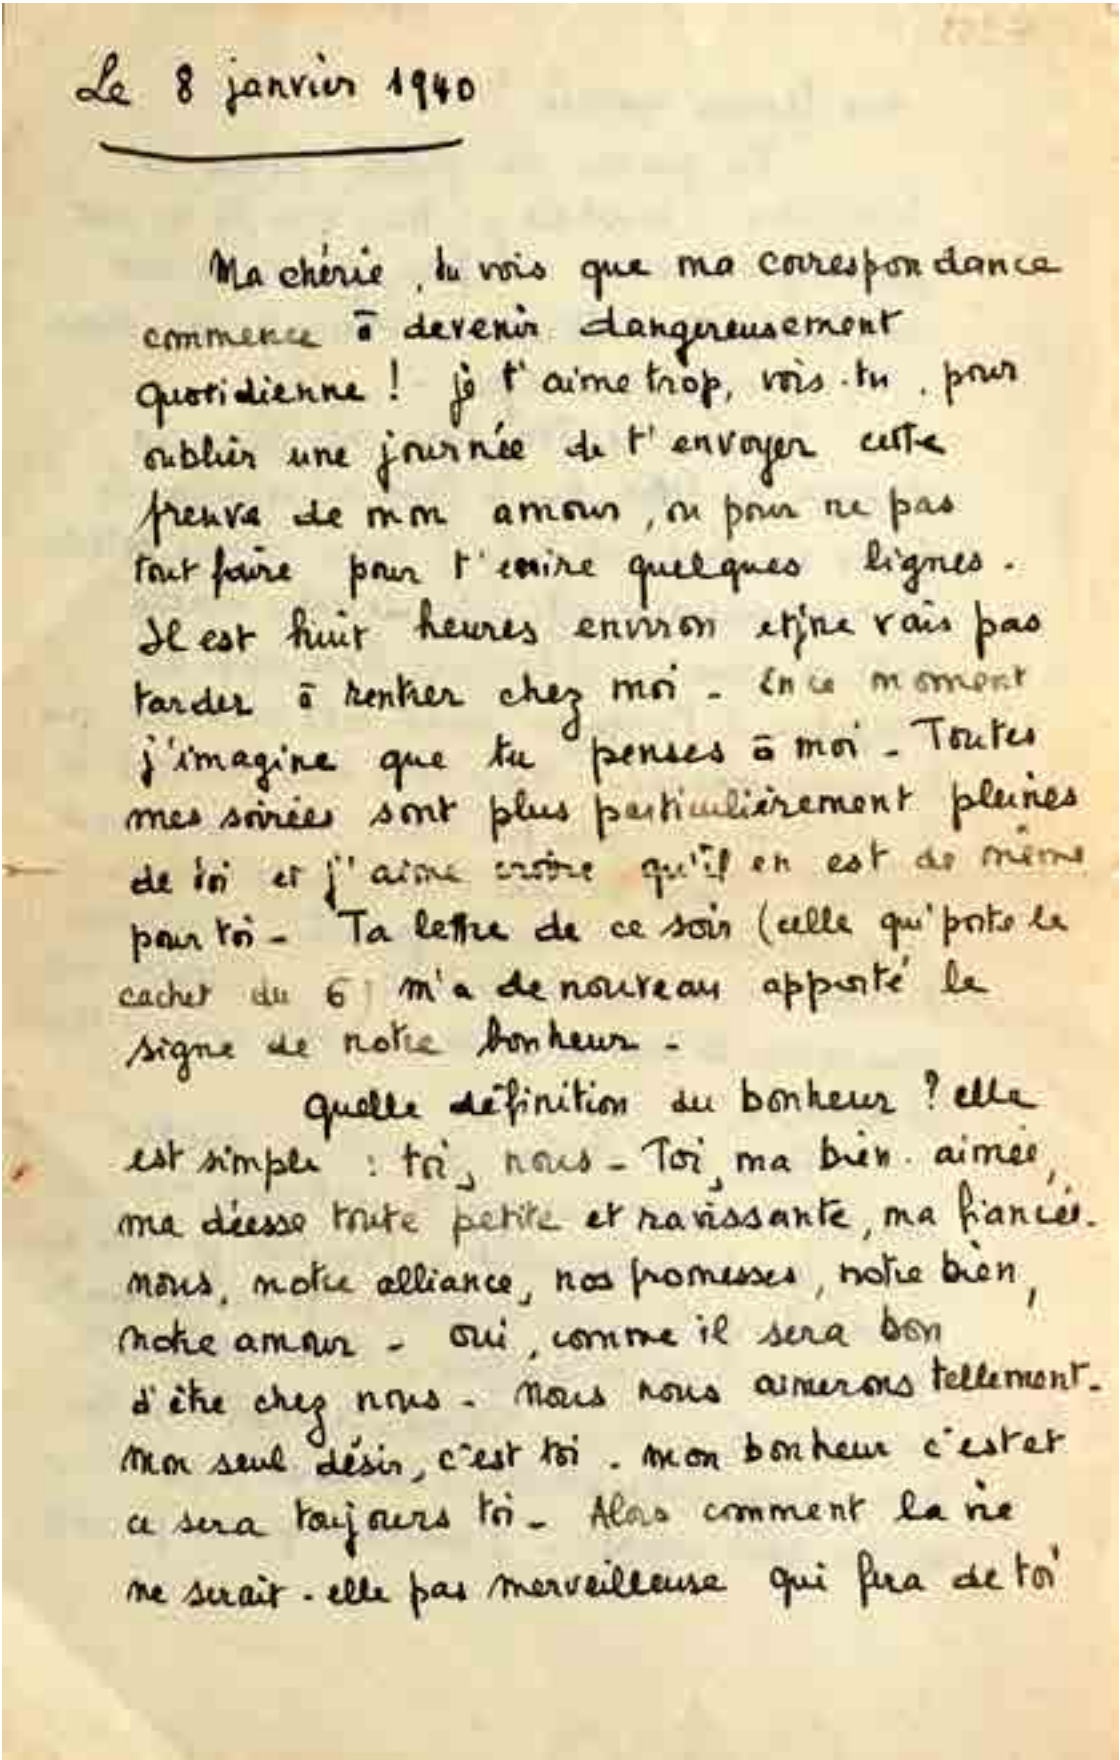 Le 8 janvier 1940
Ma chérie, tu vois que ma correspondance
commence à devenir dangereusement
quotidienne ! je t'aime trop, vois-tu, pour
oublier une journée de t'envoyer cette
preuve de mon amour, ou pour ne pas
tout faire pour t'écrire quelques lignes.
Il est huit heures environ et je ne vais pas
tarder à rentrer chez moi - En ce moment
j'imagine que tu penses à moi - Toutes
mes soirées sont plus particulièrement pleines
de toi et j'aime croire qu'il en est de même
pour toi - Ta lettre de ce soir (celle qui porte le
cachet du 6) m'a de nouveau apporté le
signe de notre bonheur -
Quelle définition du bonheur ? elle
est simple : toi, nous - Toi, ma bien-aimée,
ma déesse toute petite et ravissante, ma fiancée.
nous, notre alliance, nos promesses, notre bien,
notre amour - oui, comme il sera bon
d'être chez nous - Nous nous aimerons tellement -
Mon seul désir, c'est toi. mon bonheur c'est et
ce sera toujours toi - Alors comment la vie
ne serait-elle pas merveilleuse qui fera de toi